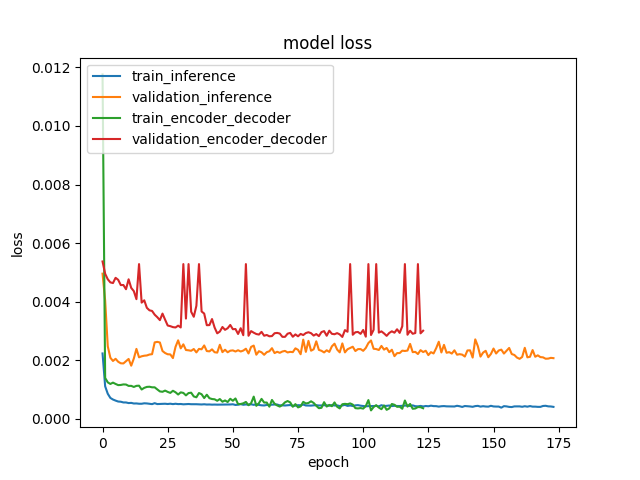 model loss
train_inference
validation_inference
train_encoder_decoder
validation_encoder_decoder
loss
0.012
0.010
0.008
0.006
0.004
0.002
0.000
0 25 50 75 100 125 150 175
epoch